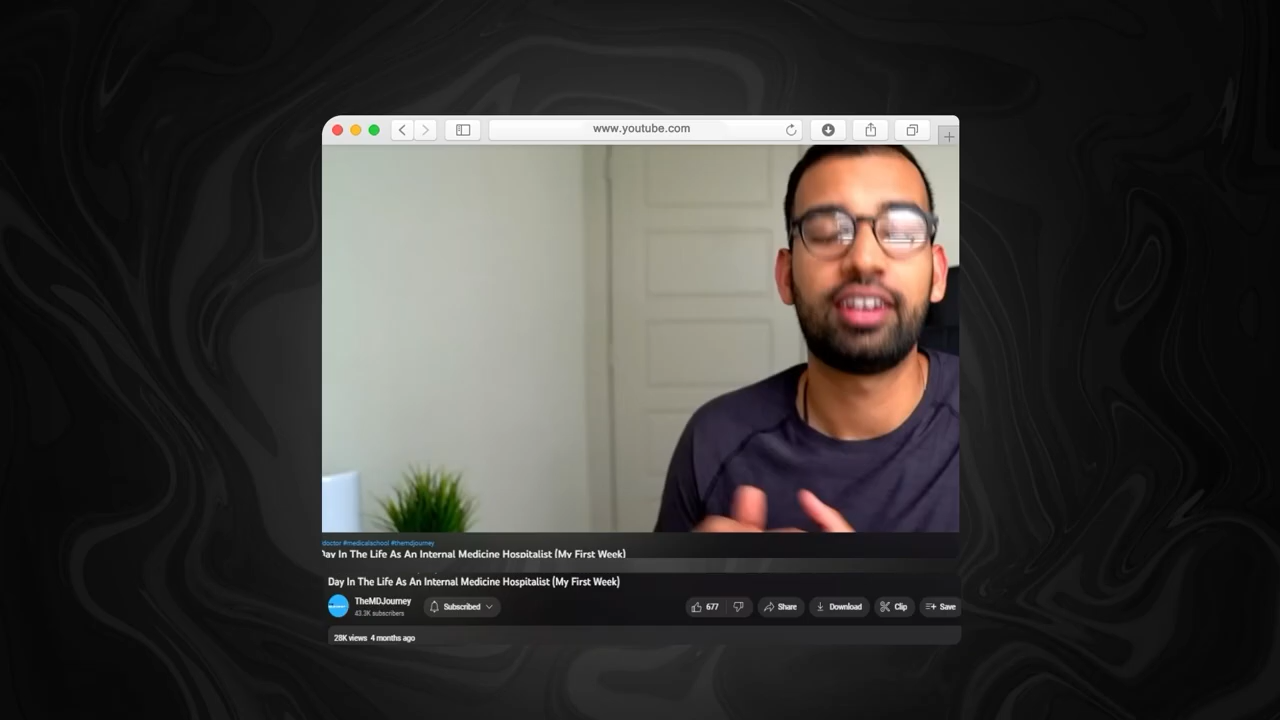 www.youtube.com
doctor #medicalschool #themdjourney
Day In The Life As An Internal Medicine Hospitalist (My First Week)
Day In The Life As An Internal Medicine Hospitalist (My First Week)
TheMDJourney
43.3K subscribers
Subscribed
677
Share
Download
Clip
Save
28K views 4 months ago